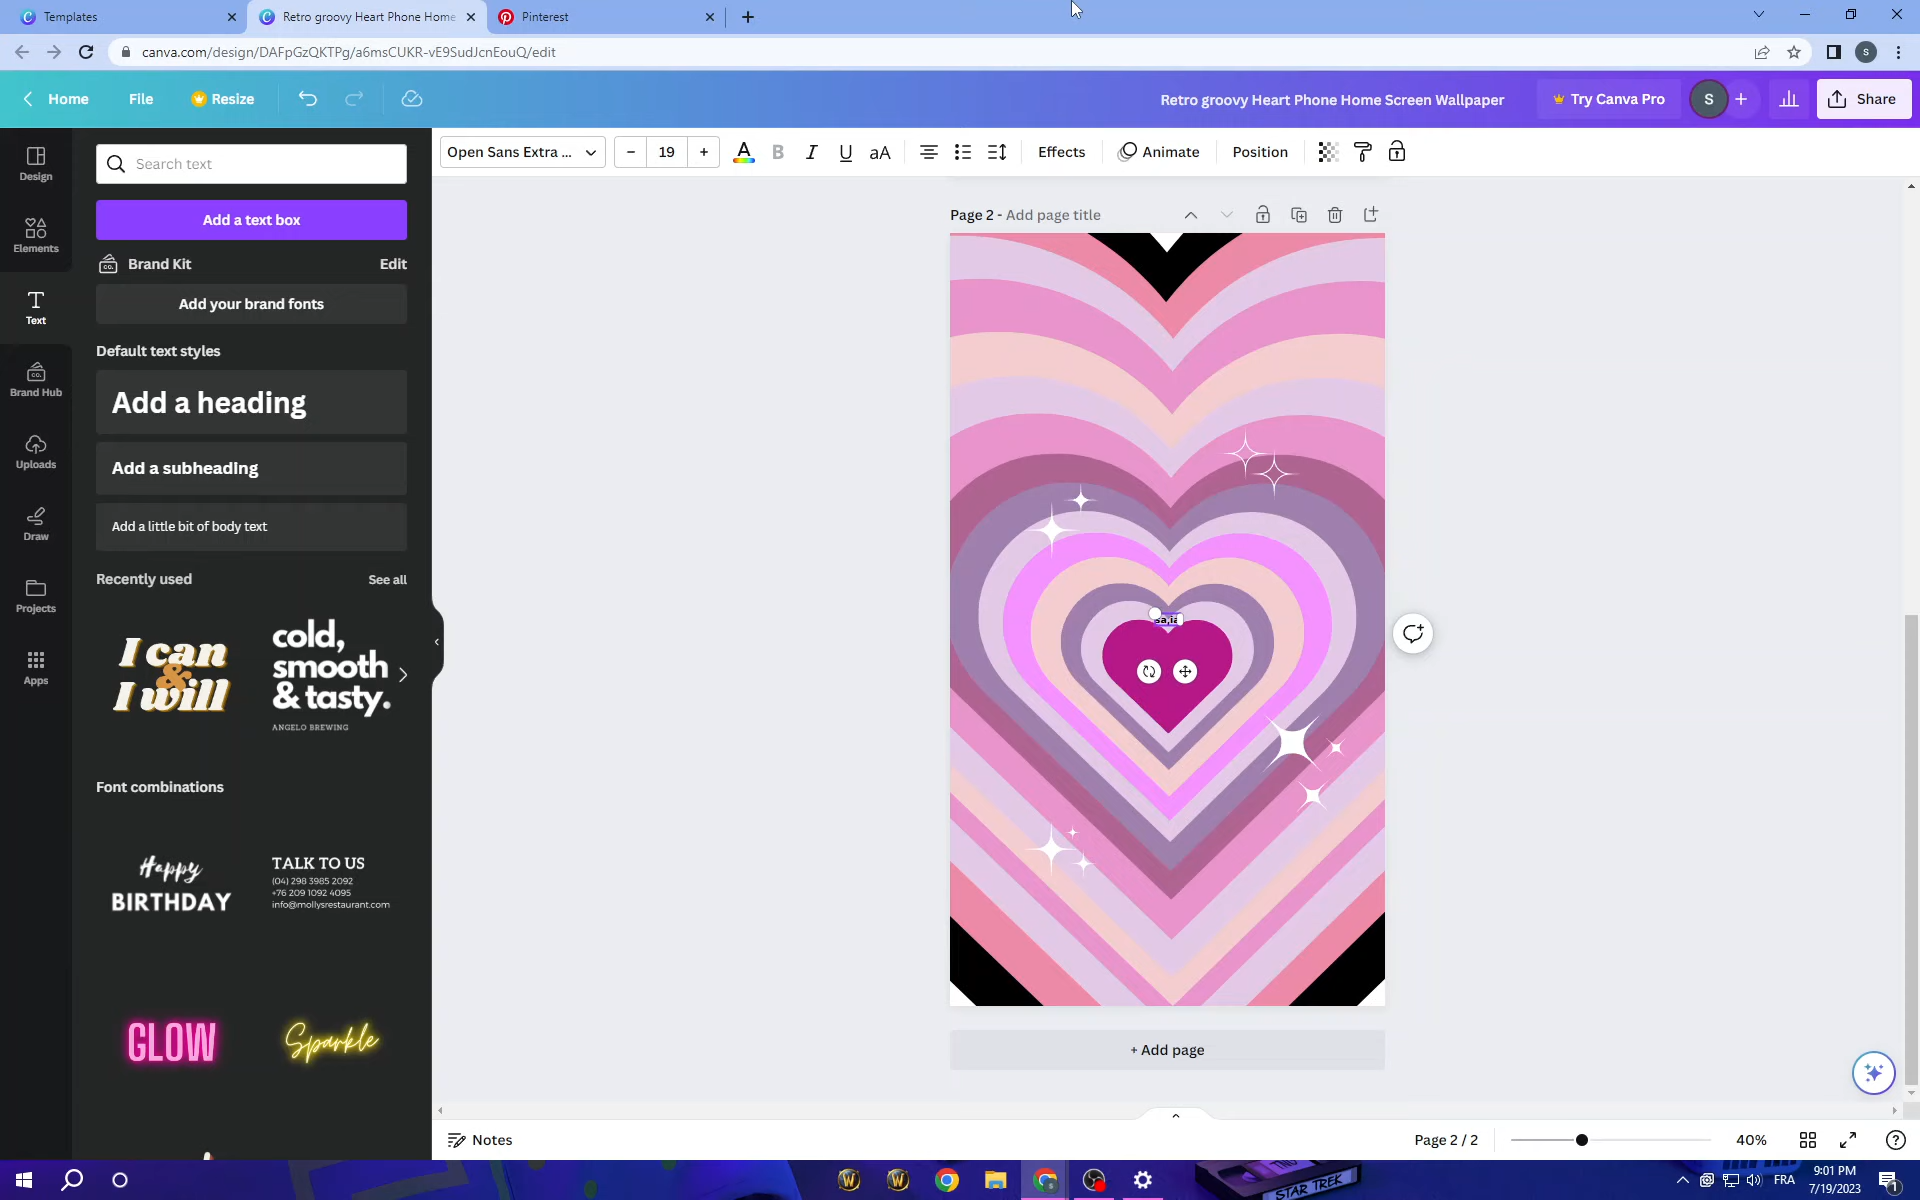 Templates
Retro groovy Heart Phone Home
Pinterest
canva.com/design/DAFpGzQKTPg/a6msCUKR-vE9SudJcnEouQ/edit
S
Home
File
Resize
Retro groovy Heart Phone Home Screen Wallpaper
Try Canva Pro
S
Share
Open Sans Extra ...
19
A
B
I
U
aA
Effects
Animate
Position
Design
Elements
Text
Brand Hub
Uploads
Draw
Projects
Apps
Search text
Add a text box
Brand Kit
Edit
Add your brand fonts
Default text styles
Add a heading
Add a subheading
Add a little bit of body text
Recently used
See all
I can
&
I will
cold,
smooth
& tasty.
ANGELO BREWING
Font combinations
Happy
BIRTHDAY
TALK TO US
(04) 298 3985 2092
+76 209 1092 4095
info@mollysrestaurant.com
GLOW
Sparkle
Page 2 - Add page title
+ Add page
Notes
Page 2 / 2
40%
STAR TREK
FRA
9:01 PM
7/19/2023
1